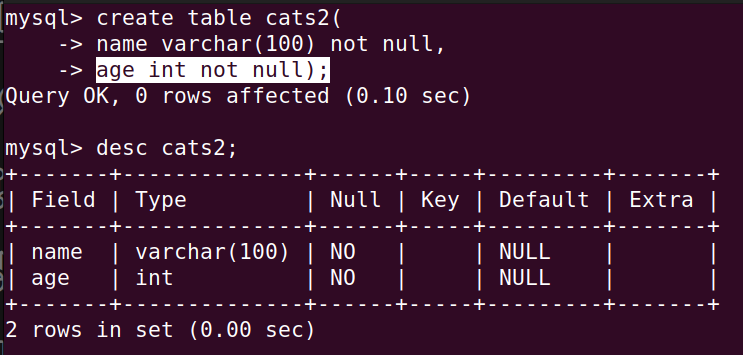 mysql> create table cats2(
    -> name varchar(100) not null,
    -> age int not null);
Query OK, 0 rows affected (0.10 sec)

mysql> desc cats2;
+-------+--------------+------+-----+---------+-------+
| Field | Type         | Null | Key | Default | Extra |
+-------+--------------+------+-----+---------+-------+
| name  | varchar(100) | NO   |     | NULL    |       |
| age   | int          | NO   |     | NULL    |       |
+-------+--------------+------+-----+---------+-------+
2 rows in set (0.00 sec)